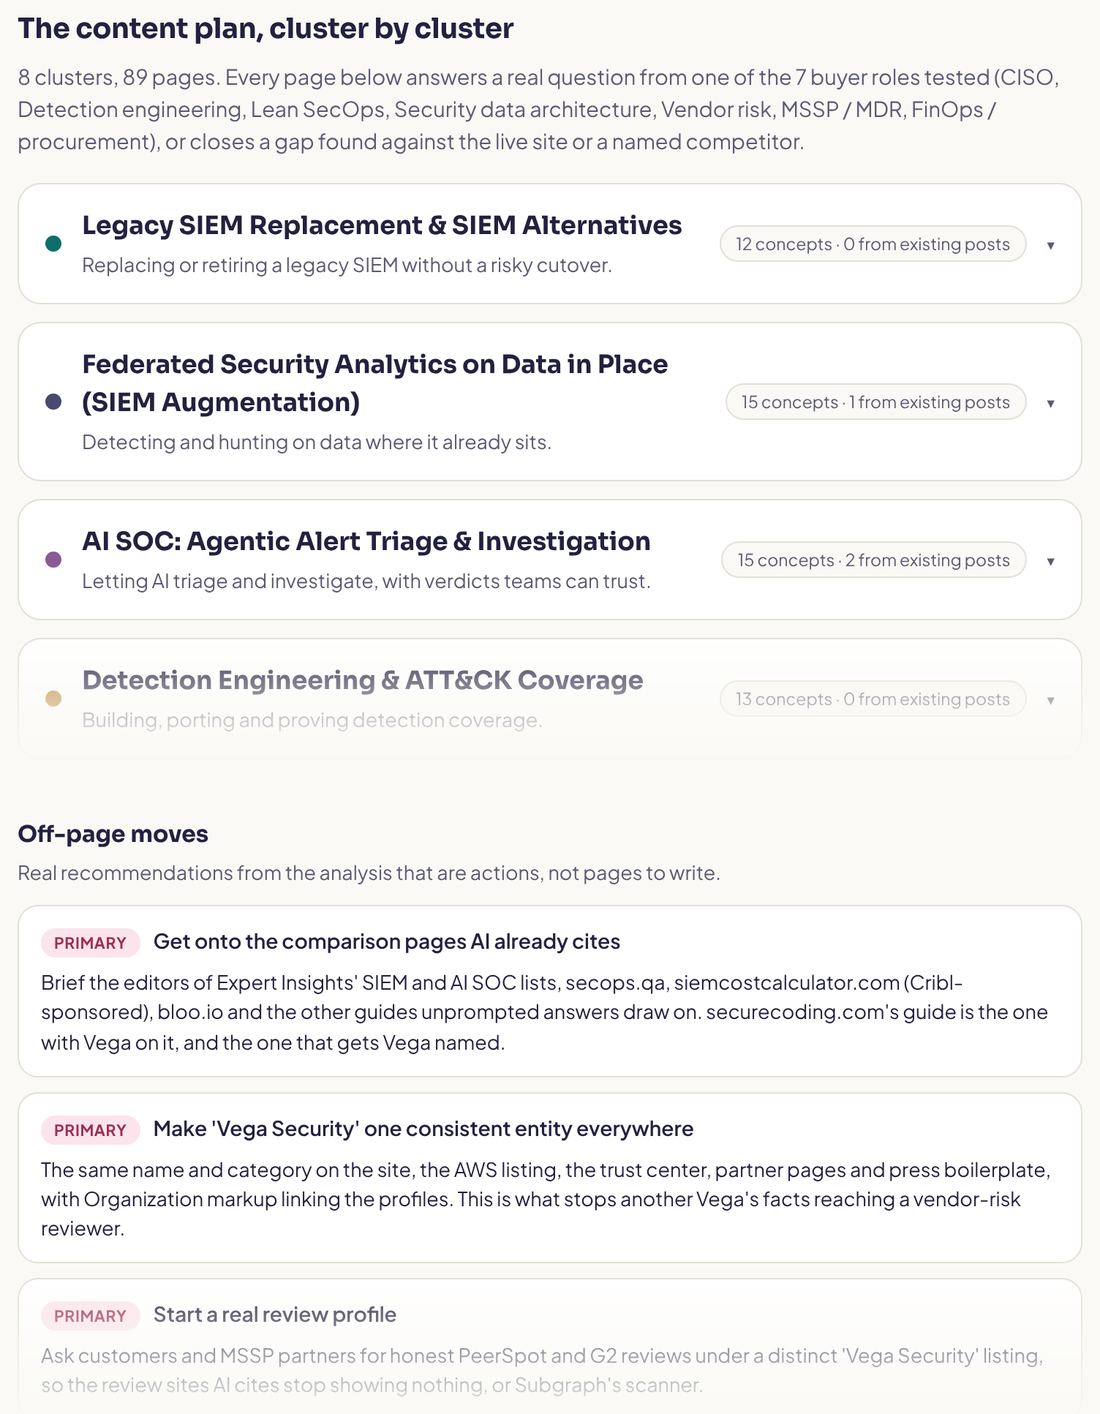 The content plan, cluster by cluster
8 clusters, 89 pages. Every page below answers a real question from one of the 7 buyer roles tested (CISO,
Detection engineering, Lean SecOps, Security data architecture, Vendor risk, MSSP / MDR, FinOps /
procurement), or closes a gap found against the live site or a named competitor.
Legacy SIEM Replacement & SIEM Alternatives
Replacing or retiring a legacy SIEM without a risky cutover.
12 concepts · 0 from existing posts ▾
Federated Security Analytics on Data in Place
(SIEM Augmentation)
Detecting and hunting on data where it already sits.
15 concepts · 1 from existing posts ▾
AI SOC: Agentic Alert Triage & Investigation
Letting AI triage and investigate, with verdicts teams can trust.
15 concepts · 2 from existing posts ▾
Detection Engineering & ATT&CK Coverage
Building, porting and proving detection coverage.
13 concepts · 0 from existing posts ▾
Off-page moves
Real recommendations from the analysis that are actions, not pages to write.
PRIMARY Get onto the comparison pages AI already cites
Brief the editors of Expert Insights' SIEM and AI SOC lists, secops.qa, siemcostcalculator.com (Cribl-
sponsored), bloo.io and the other guides unprompted answers draw on. securecoding.com's guide is the one
with Vega on it, and the one that gets Vega named.
PRIMARY Make 'Vega Security' one consistent entity everywhere
The same name and category on the site, the AWS listing, the trust center, partner pages and press boilerplate,
with Organization markup linking the profiles. This is what stops another Vega's facts reaching a vendor-risk
reviewer.
PRIMARY Start a real review profile
Ask customers and MSSP partners for honest PeerSpot and G2 reviews under a distinct 'Vega Security' listing,
so the review sites AI cites stop showing nothing, or Subgraph's scanner.